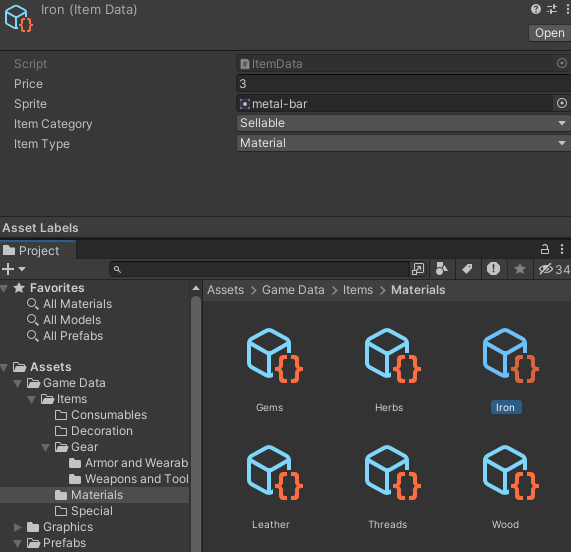 Iron (Item Data)
Open
Script ItemData
Price 3
Sprite metal-bar
Item Category Sellable
Item Type Material
Asset Labels
Project
34
Favorites
All Materials
All Models
All Prefabs
Assets
Game Data
Items
Consumables
Decoration
Gear
Armor and Wearab
Weapons and Tool
Materials
Special
Graphics
Prefabs
Assets > Game Data > Items > Materials
Gems Herbs Iron
Leather Threads Wood